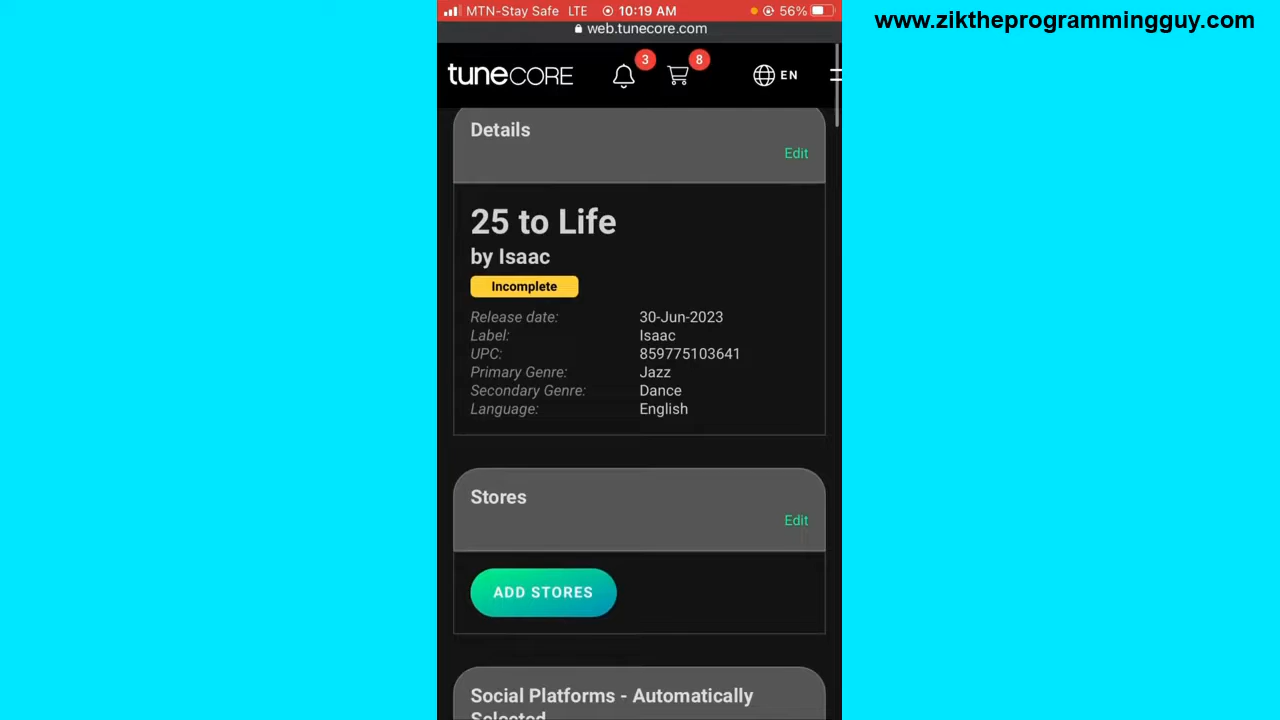 MTN-Stay Safe LTE 10:19 AM 56%
www.ziktheprogrammingguy.com
web.tunecore.com
tunecORE 3 8 EN
Details
Edit
25 to Life
by Isaac
Incomplete
Release date: 30-Jun-2023
Label: Isaac
UPC: 859775103641
Primary Genre: Jazz
Secondary Genre: Dance
Language: English
Stores
Edit
ADD STORES
Social Platforms - Automatically
Selected